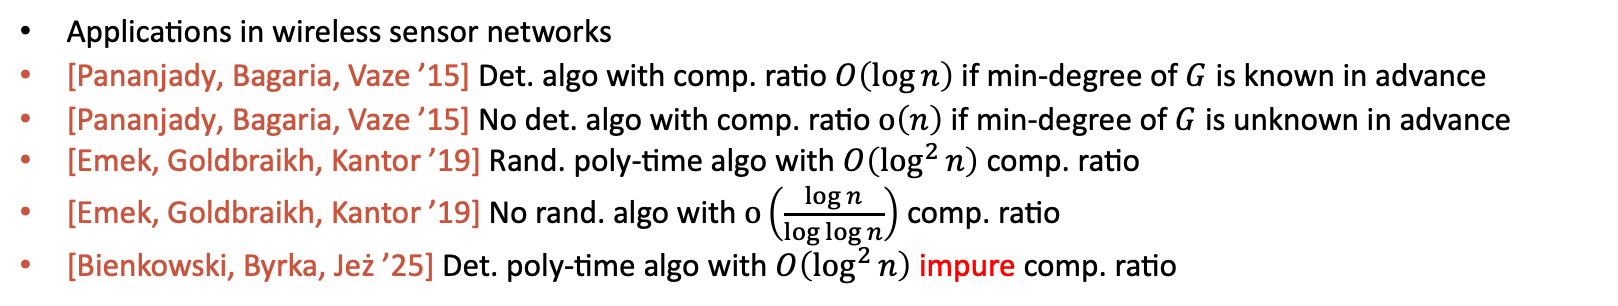 • Applications in wireless sensor networks
• [Pananjady, Bagaria, Vaze ’15] Det. algo with comp. ratio O(log n) if min-degree of G is known in advance
• [Pananjady, Bagaria, Vaze ’15] No det. algo with comp. ratio o(n) if min-degree of G is unknown in advance
• [Emek, Goldbraikh, Kantor ’19] Rand. poly-time algo with O(log² n) comp. ratio
• [Emek, Goldbraikh, Kantor ’19] No rand. algo with o(log n / log log n) comp. ratio
• [Bienkowski, Byrka, Jeż ’25] Det. poly-time algo with O(log² n) impure comp. ratio